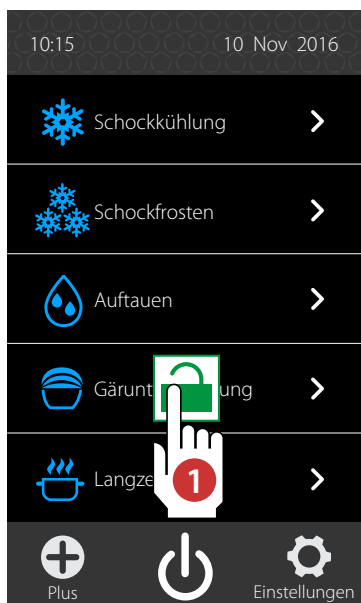 10:15 10 Nov 2016
Schockkühlung
Schockfrosten
Auftauen
1
Plus
Einstellungen